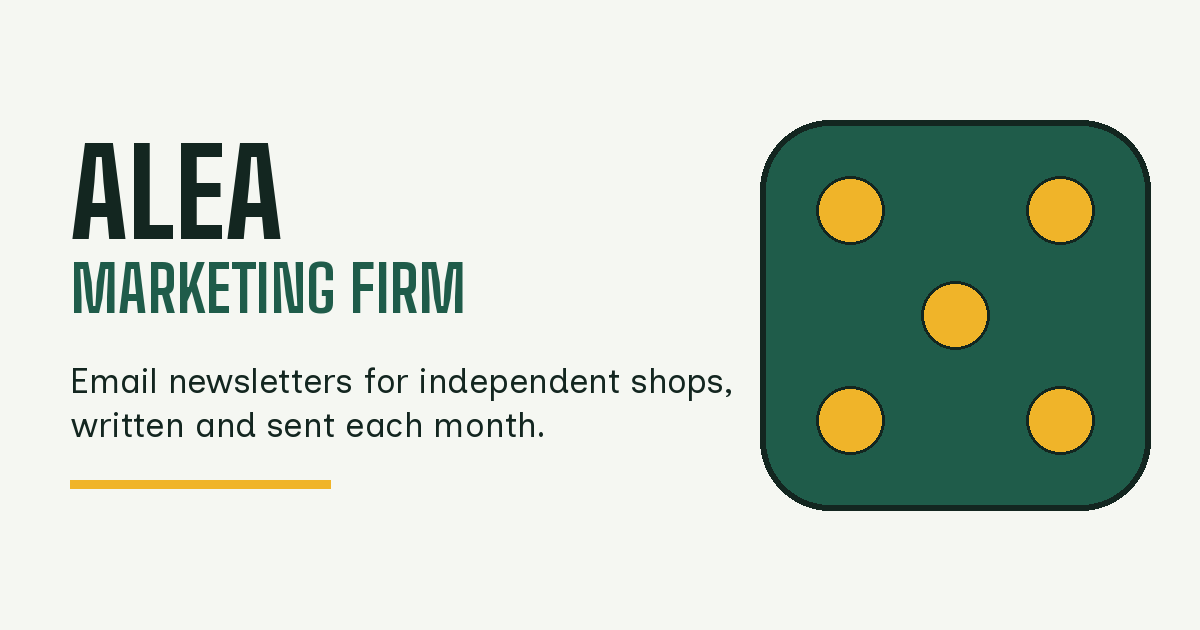 ALEA
MARKETING FIRM
Email newsletters for independent shops,
written and sent each month.